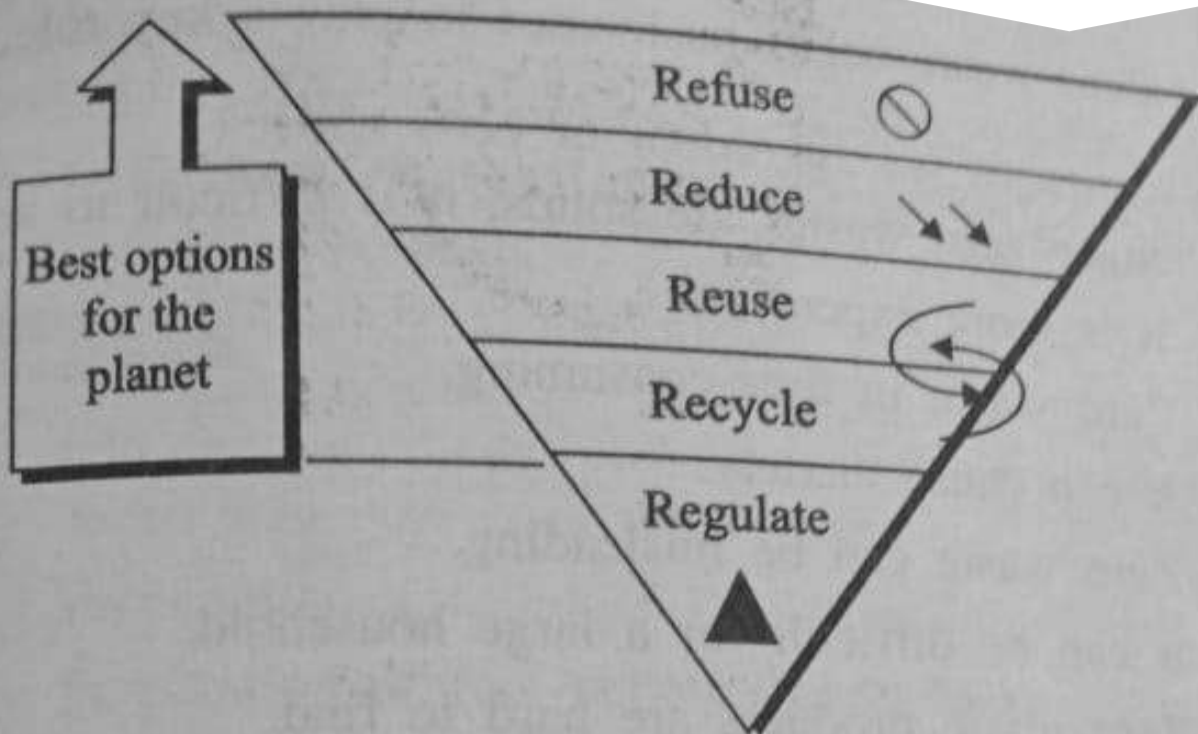 Refuse
Reduce
Reuse
Recycle
Regulate
Best options
for the
planet